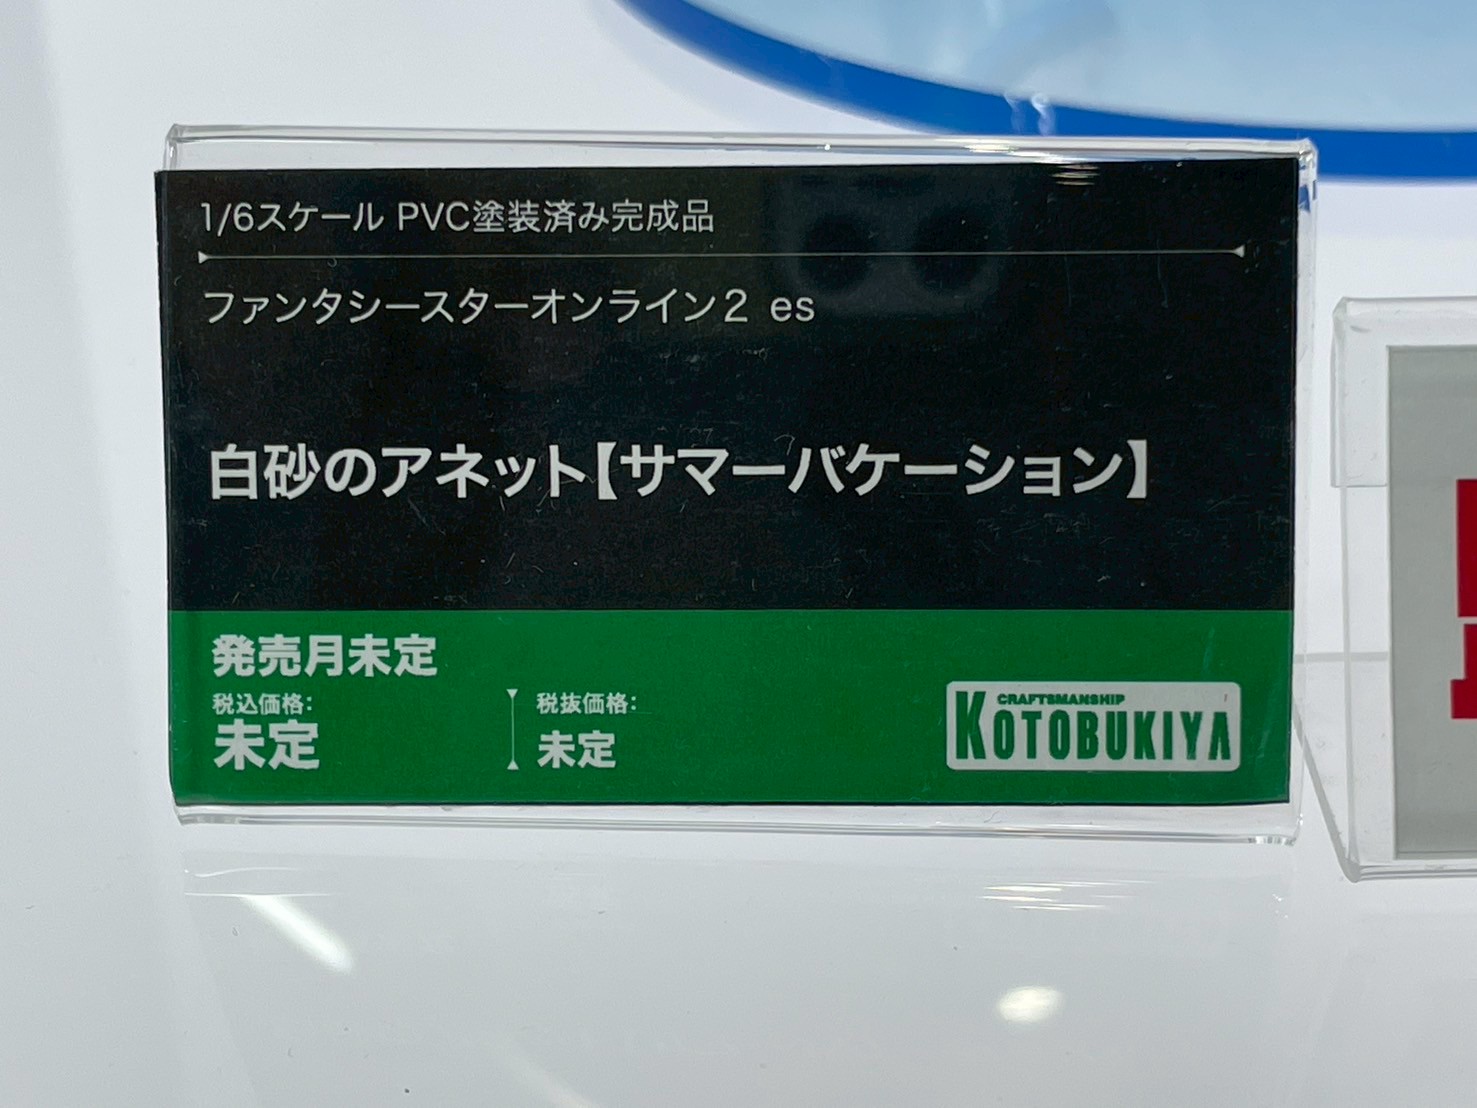 1/6スケール PVC塗装済み完成品
ファンタシースターオンライン2 es
白砂のアネット【サマーバケーション】
発売月未定
税込価格:
未定
税抜価格:
未定
CRAFTSMANSHIP
KOTOBUKIYA